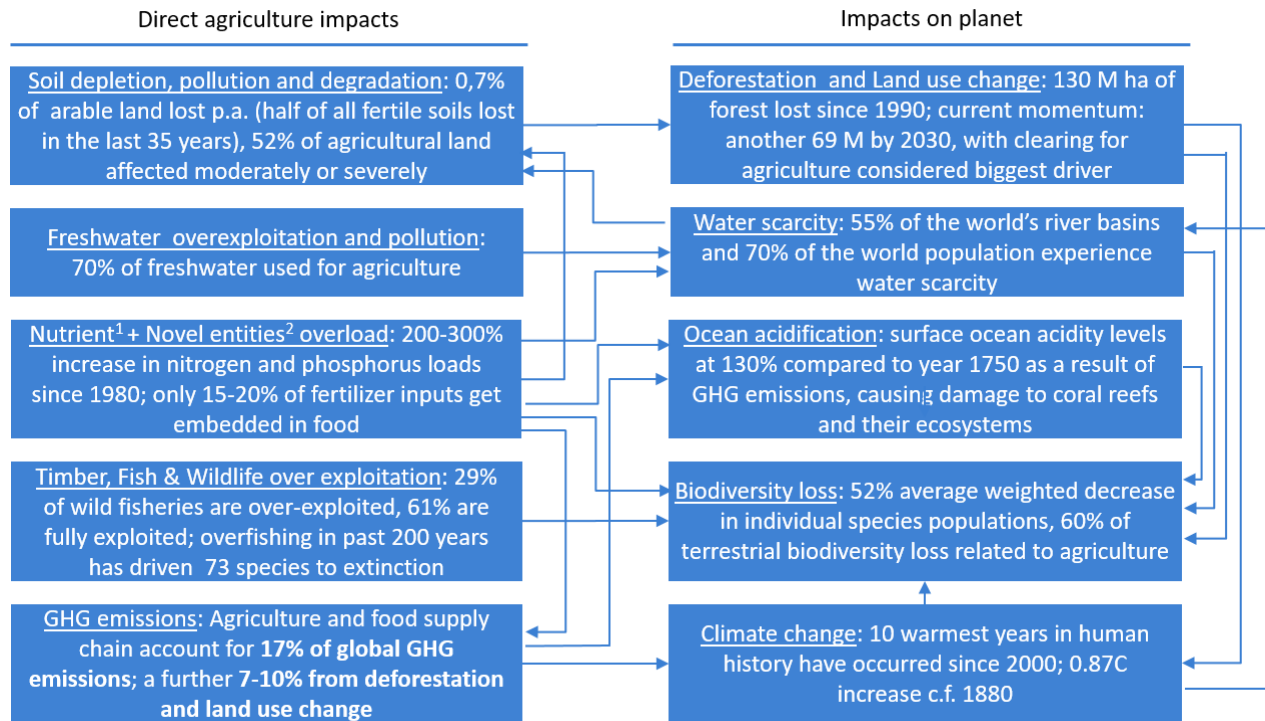 Direct agriculture impacts
Soil depletion, pollution and degradation: 0,7%
of arable land lost p.a. (half of all fertile soils lost
in the last 35 years), 52% of agricultural land
affected moderately or severely
Freshwater overexploitation and pollution:
70% of freshwater used for agriculture
Nutrient¹ + Novel entities² overload: 200-300%
increase in nitrogen and phosphorus loads
since 1980; only 15-20% of fertilizer inputs get
embedded in food
Timber, Fish & Wildlife over exploitation: 29%
of wild fisheries are over-exploited, 61% are
fully exploited; overfishing in past 200 years
has driven 73 species to extinction
GHG emissions: Agriculture and food supply
chain account for 17% of global GHG
emissions; a further 7-10% from deforestation
and land use change
Impacts on planet
Deforestation and Land use change: 130 M ha
of forest lost since 1990; current momentum:
another 69 M by 2030, with clearing for
agriculture considered biggest driver
Water scarcity: 55% of the world's river basins
and 70% of the world population experience
water scarcity
Ocean acidification: surface ocean acidity levels
at 130% compared to year 1750 as a result of
GHG emissions, causing damage to coral reefs
and their ecosystems
Biodiversity loss: 52% average weighted decrease
in individual species populations, 60% of
terrestrial biodiversity loss related to agriculture
Climate change: 10 warmest years in human
history have occurred since 2000; 0.87C
increase c.f. 1880